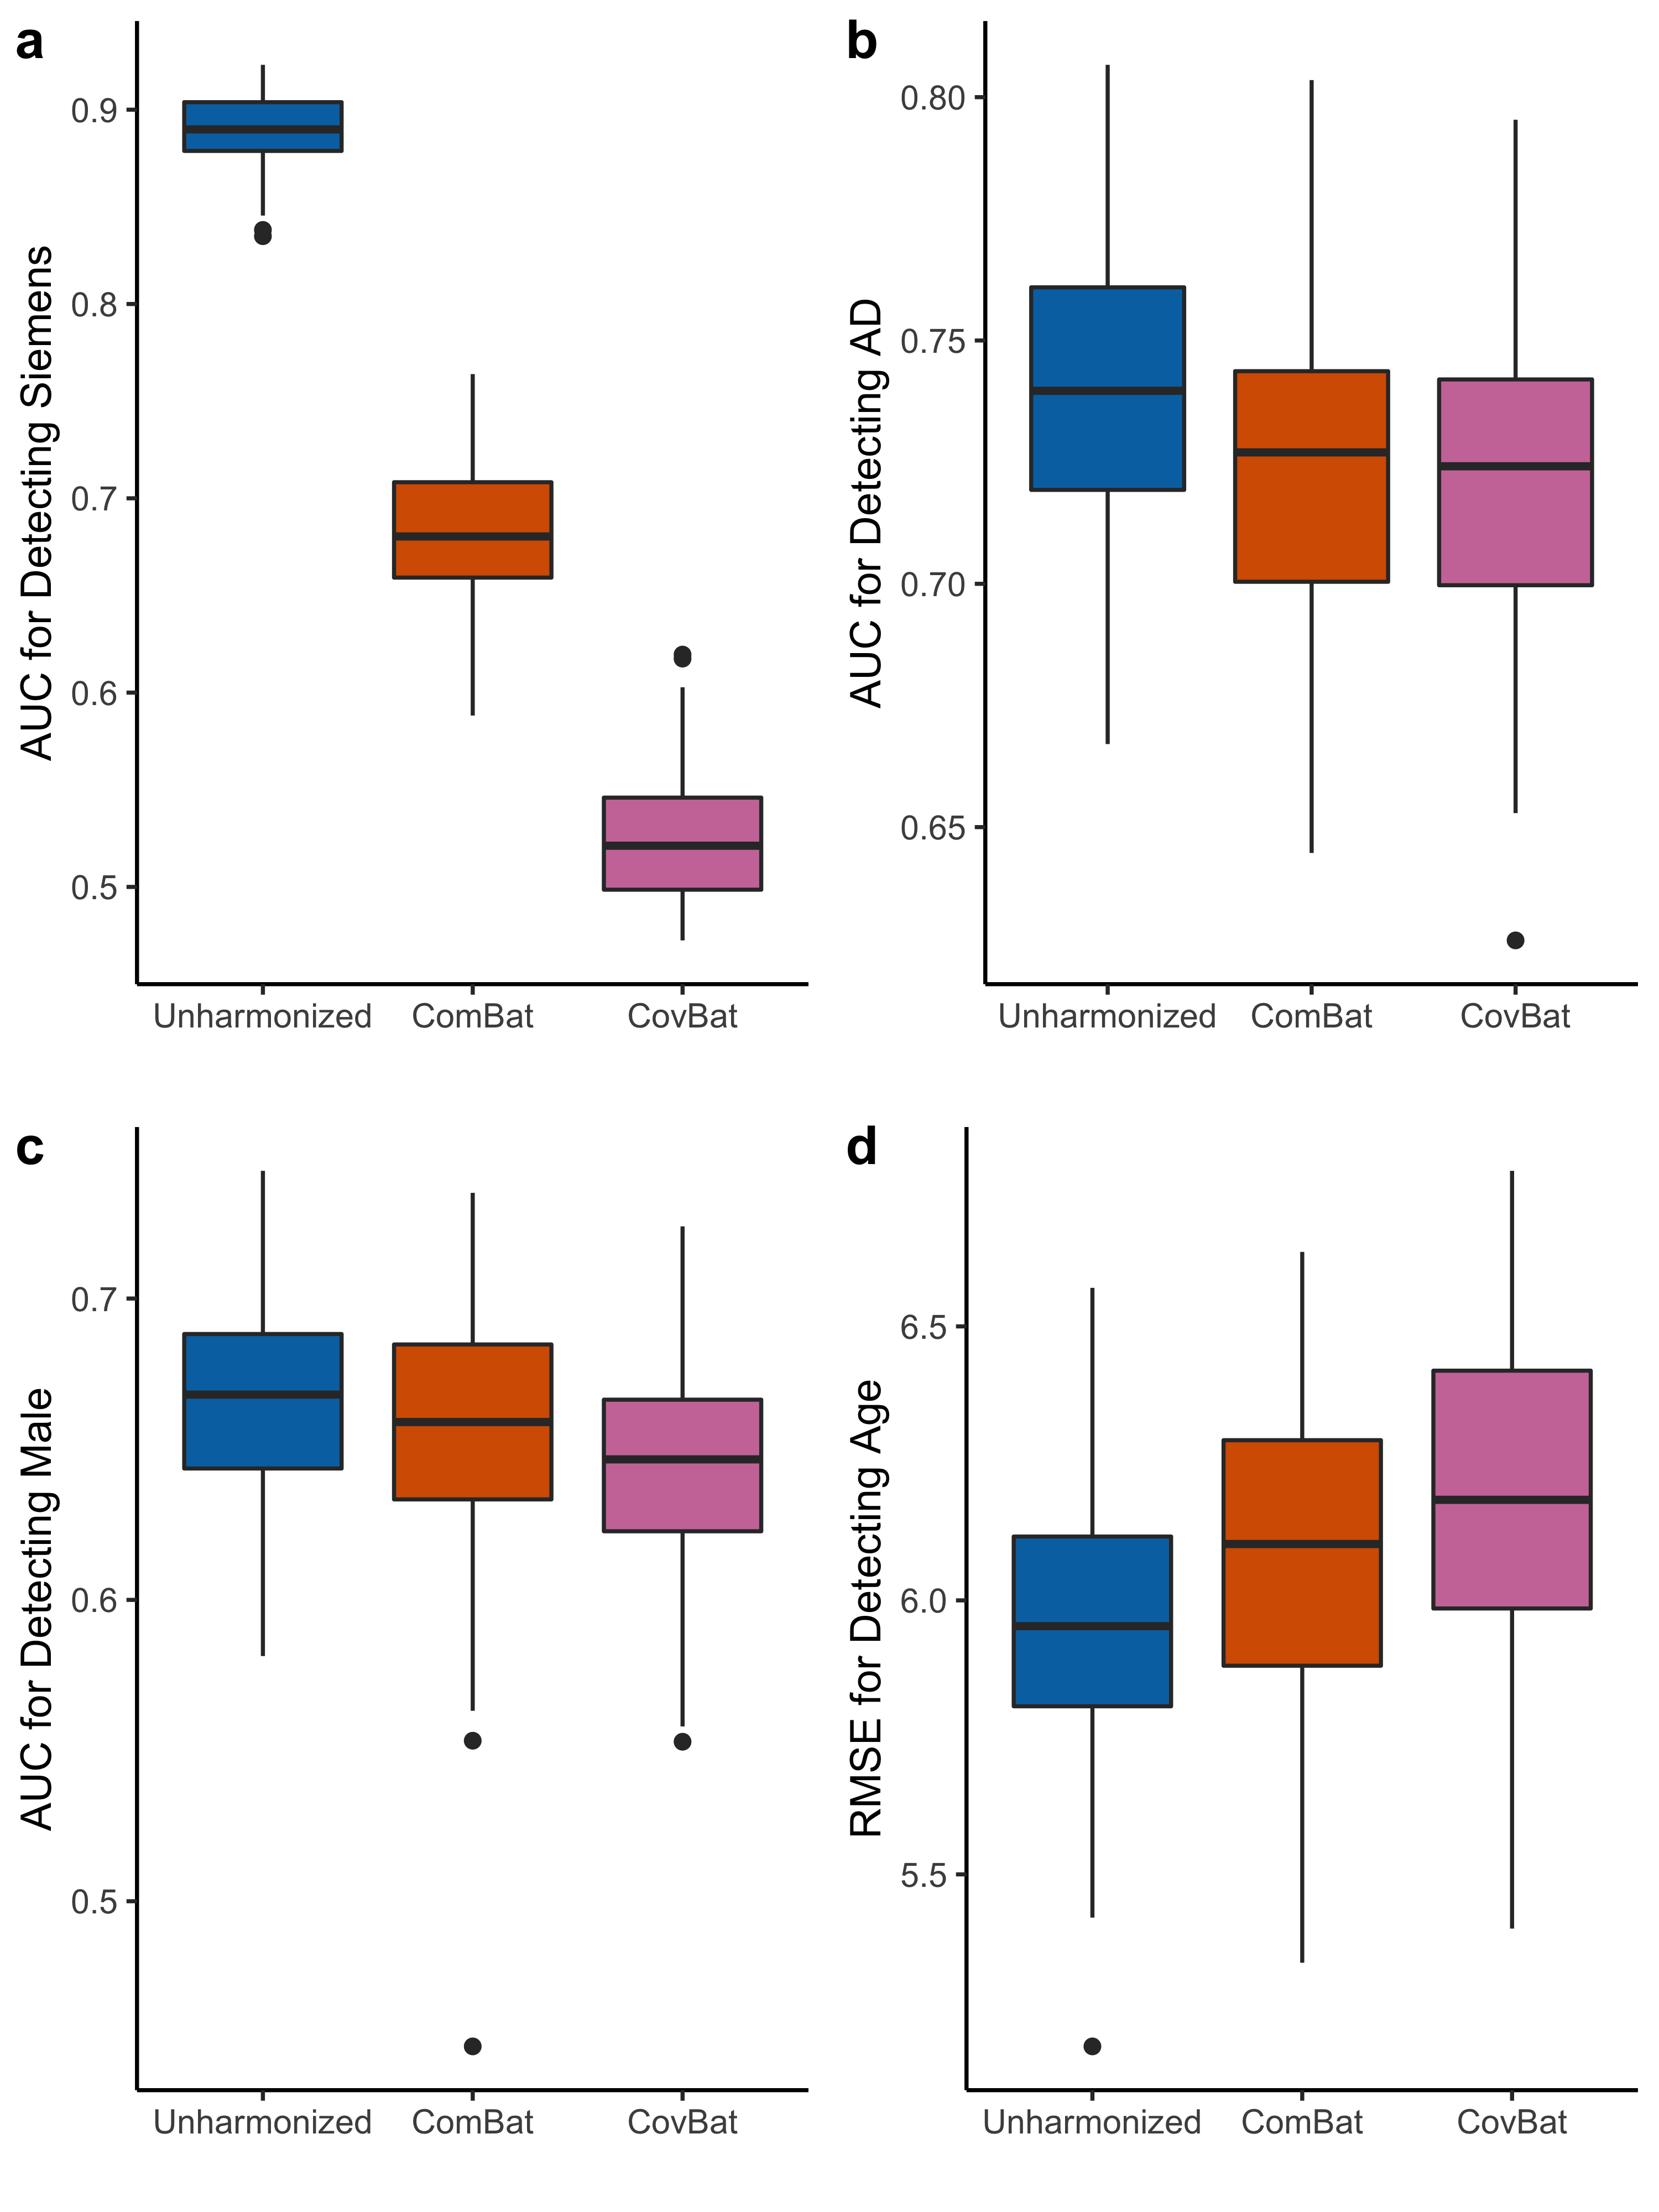 a
AUC for Detecting Siemens
0.9
0.8
0.7
0.6
0.5
Unharmonized ComBat CovBat
b
AUC for Detecting AD
0.80
0.75
0.70
0.65
Unharmonized ComBat CovBat
c
AUC for Detecting Male
0.7
0.6
0.5
Unharmonized ComBat CovBat
d
RMSE for Detecting Age
6.5
6.0
5.5
Unharmonized ComBat CovBat